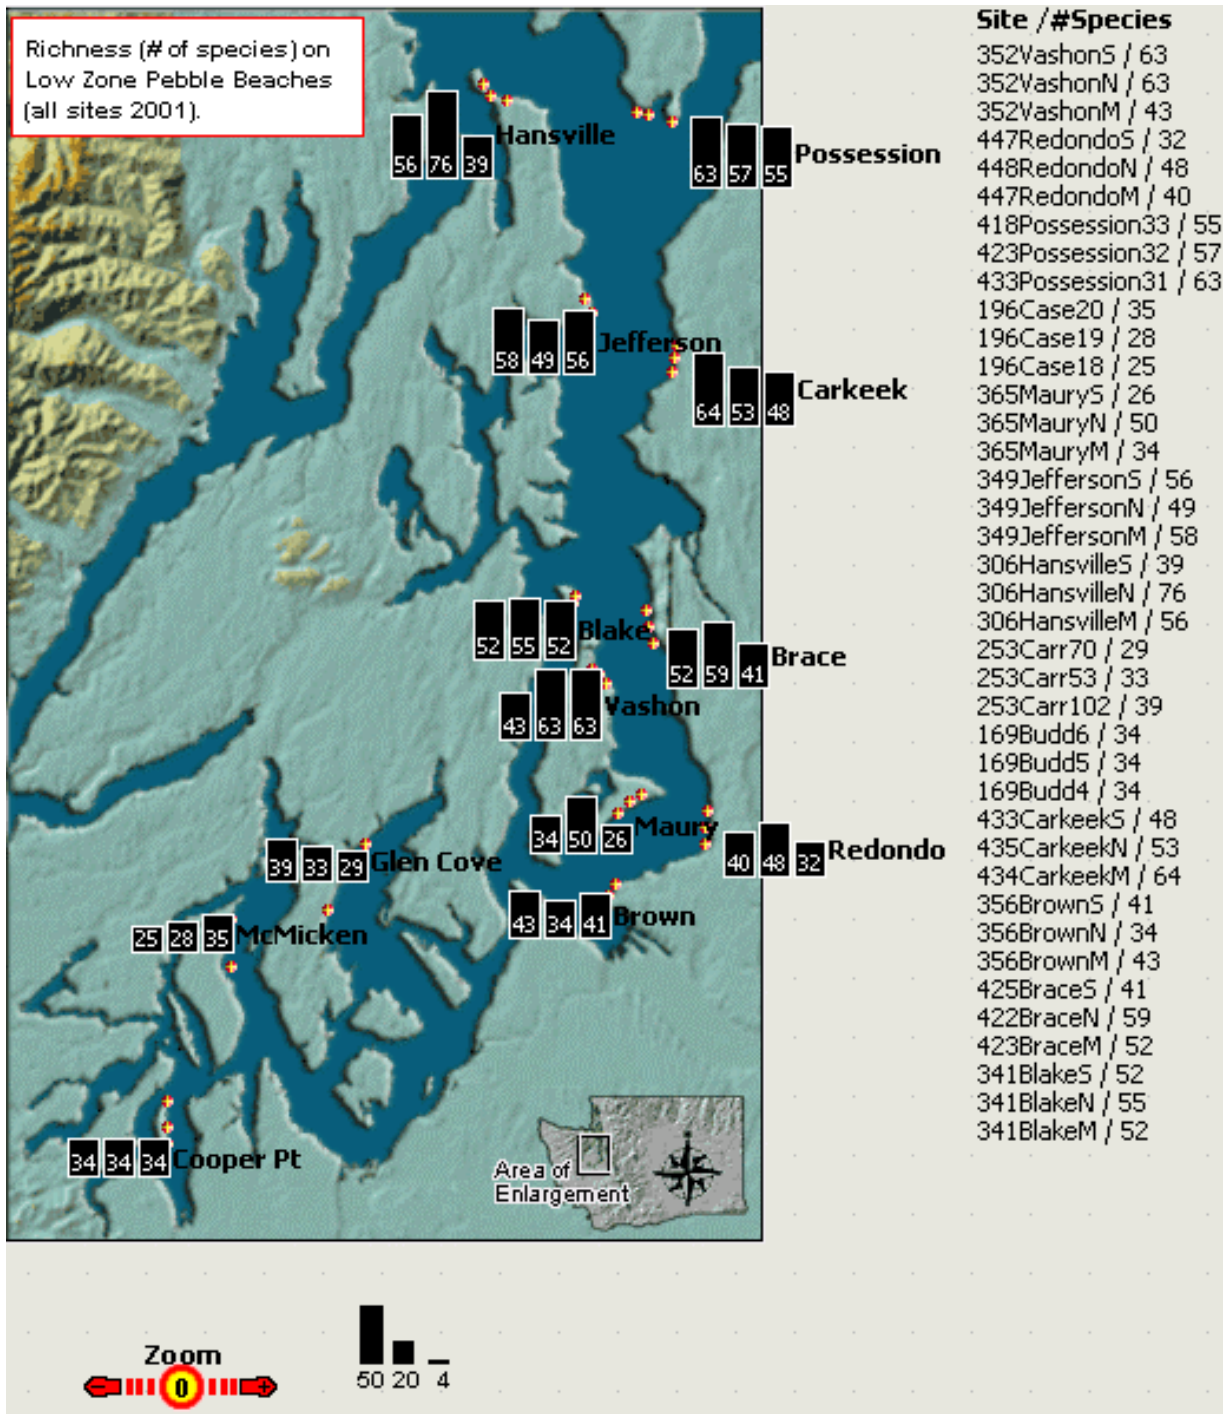 Richness (# of species) on
Low Zone Pebble Beaches
(all sites 2001).
56 76 39 Hansville
63 57 55 Possession
58 49 56 Jefferson
64 53 48 Carkeek
52 55 52 Blake
52 59 41 Brace
43 63 63 Vashon
34 50 26 Maury
40 48 32 Redondo
39 33 29 Glen Cove
43 34 41 Brown
25 28 35 McMicken
34 34 34 Cooper Pt
Area of
Enlargement
Zoom
0
50 20 4
Site /#Species
352VashonS / 63
352VashonN / 63
352VashonM / 43
447RedondoS / 32
448RedondoN / 48
447RedondoM / 40
418Possession33 / 55
423Possession32 / 57
433Possession31 / 63
196Case20 / 35
196Case19 / 28
196Case18 / 25
365MauryS / 26
365MauryN / 50
365MauryM / 34
349JeffersonS / 56
349JeffersonN / 49
349JeffersonM / 58
306HansvilleS / 39
306HansvilleN / 76
306HansvilleM / 56
253Carr70 / 29
253Carr53 / 33
253Carr102 / 39
169Budd6 / 34
169Budd5 / 34
169Budd4 / 34
433CarkeekS / 48
435CarkeekN / 53
434CarkeekM / 64
356BrownS / 41
356BrownN / 34
356BrownM / 43
425BraceS / 41
422BraceN / 59
423BraceM / 52
341BlakeS / 52
341BlakeN / 55
341BlakeM / 52